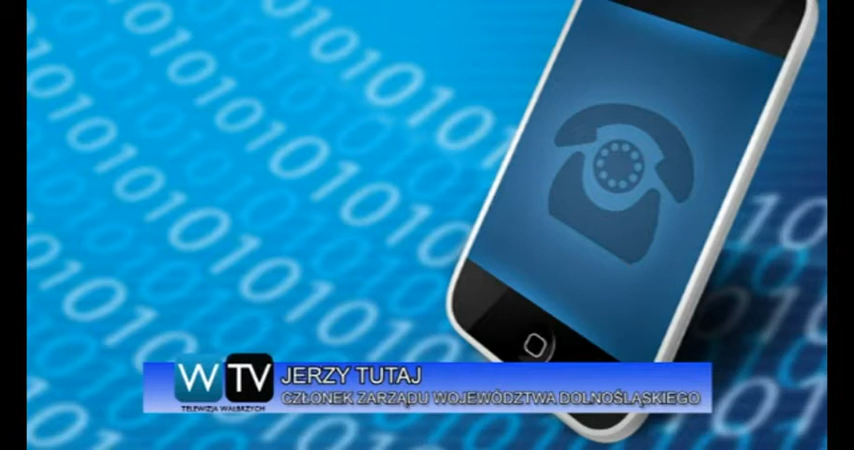 WTV
TELEWIZJA WAŁBRZYCH
JERZY TUTAJ
CZŁONEK ZARZĄDU WOJEWÓDZTWA DOLNOŚLĄSKIEGO